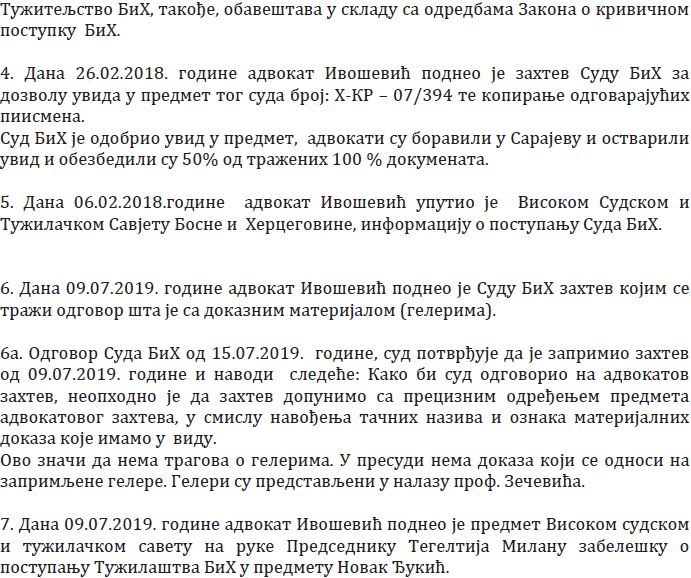 Тужитељство БиХ, такође, обавештава у складу са одредбама Закона о кривичном
поступку БиХ.
4. Дана 26.02.2018. године адвокат Ивошевић поднео је захтев Суду БиХ за
дозволу увида у предмет тог суда број: Х-КР – 07/394 те копирање одговарајућих
пиисмена.
Суд БиХ је одобрио увид у предмет, адвокати су боравили у Сарајеву и остварили
увид и обезбедили су 50% од тражених 100 % докумената.
5. Дана 06.02.2018.године адвокат Ивошевић упутио је Високом Судском и
Тужилачком Савјету Босне и Херцеговине, информацију о поступању Суда БиХ.
6. Дана 09.07.2019. године адвокат Ивошевић поднео је Суду БиХ захтев којим се
тражи одговор шта је са доказним материјалом (гелерима).
6а. Одговор Суда БиХ од 15.07.2019. године, суд потврђује да је запримио захтев
од 09.07.2019. године и наводи следеће: Како би суд одговорио на адвокатов
захтев, неопходно је да захтев допунимо са прецизним одређењем предмета
адвокатовог захтева, у смислу навођења тачних назива и ознака материјалних
доказа које имамо у виду.
Ово значи да нема трагова о гелерима. У пресуди нема доказа који се односи на
запримљене гелере. Гелери су представљени у налазу проф. Зечевића.
7. Дана 09.07.2019. године адвокат Ивошевић поднео је предмет Високом судском
и тужилачком савету на руке Председнику Тегелтија Милану забелешку о
поступању Тужилаштва БиХ у предмету Новак Ђукић.